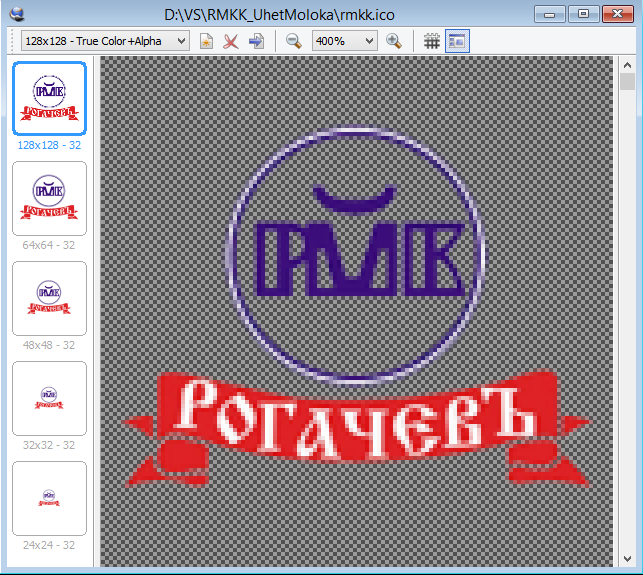 D:\VS\RMKK_UhetMoloka\rmkk.ico
128x128 - True Color+Alpha
400%
128x128 - 32
64x64 - 32
48x48 - 32
32x32 - 32
24x24 - 32
РМК
РОГАЧЕВЪ